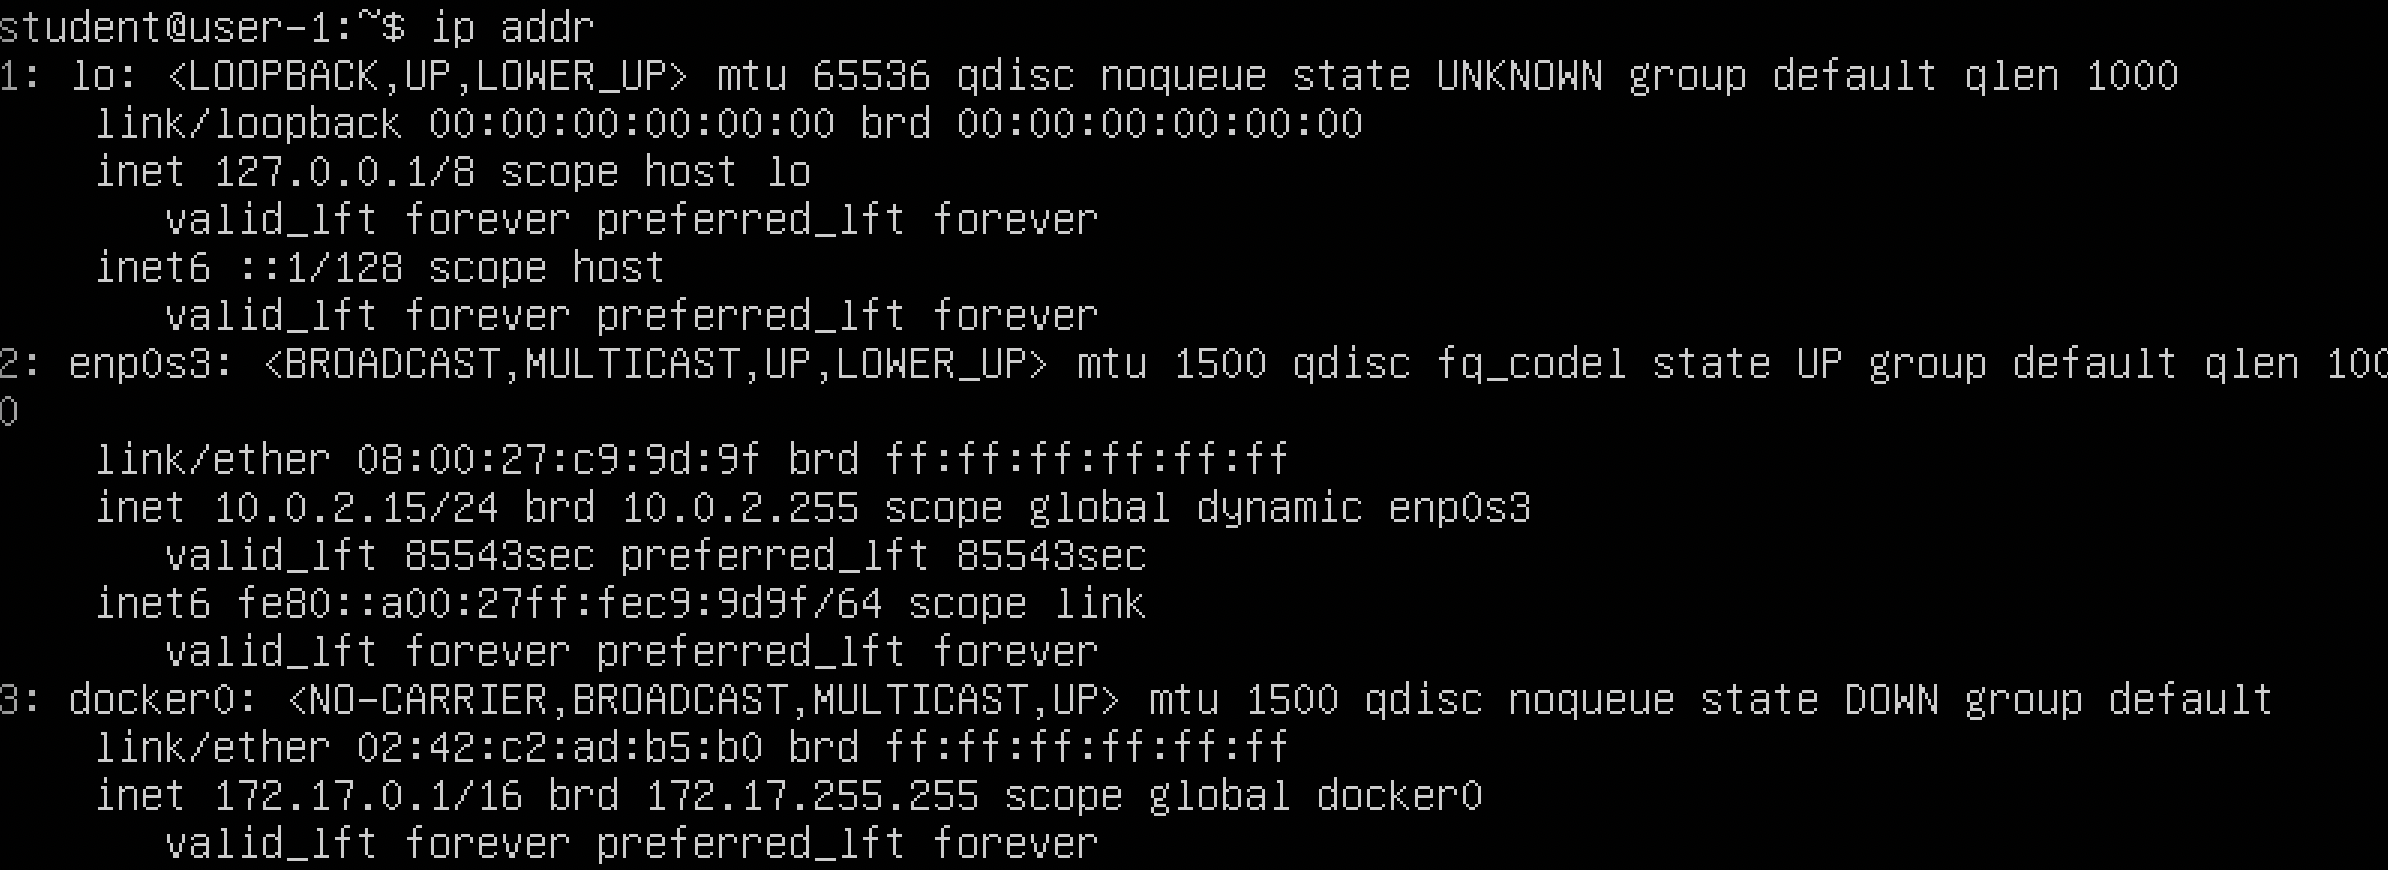 student@user-1:~$ ip addr
1: lo: <LOOPBACK,UP,LOWER_UP> mtu 65536 qdisc noqueue state UNKNOWN group default qlen 1000
    link/loopback 00:00:00:00:00:00 brd 00:00:00:00:00:00
    inet 127.0.0.1/8 scope host lo
       valid_lft forever preferred_lft forever
    inet6 ::1/128 scope host
       valid_lft forever preferred_lft forever
2: enp0s3: <BROADCAST,MULTICAST,UP,LOWER_UP> mtu 1500 qdisc fq_codel state UP group default qlen 100
0
    link/ether 08:00:27:c9:9d:9f brd ff:ff:ff:ff:ff:ff
    inet 10.0.2.15/24 brd 10.0.2.255 scope global dynamic enp0s3
       valid_lft 85543sec preferred_lft 85543sec
    inet6 fe80::a00:27ff:fec9:9d9f/64 scope link
       valid_lft forever preferred_lft forever
3: docker0: <NO-CARRIER,BROADCAST,MULTICAST,UP> mtu 1500 qdisc noqueue state DOWN group default
    link/ether 02:42:c2:ad:b5:b0 brd ff:ff:ff:ff:ff:ff
    inet 172.17.0.1/16 brd 172.17.255.255 scope global docker0
       valid_lft forever preferred_lft forever